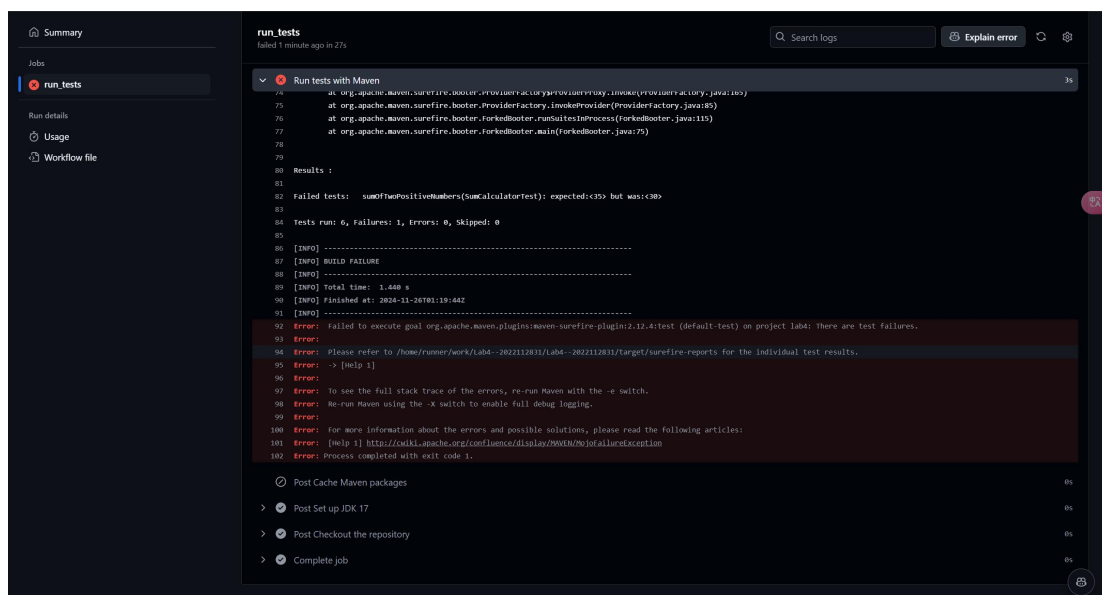 Summary
Jobs
run_tests
Run details
Usage
Workflow file
run_tests
failed 1 minute ago in 27s
Search logs
Explain error
Run tests with Maven
3s
74 at org.apache.maven.surefire.booter.ProviderFactory$ProviderProxy.invoke(ProviderFactory.java:165)
75 at org.apache.maven.surefire.booter.ProviderFactory.invokeProvider(ProviderFactory.java:85)
76 at org.apache.maven.surefire.booter.ForkedBooter.runSuitesInProcess(ForkedBooter.java:115)
77 at org.apache.maven.surefire.booter.ForkedBooter.main(ForkedBooter.java:75)
78
79
80 Results :
81
82 Failed tests:   sumOfTwoPositiveNumbers(SumCalculatorTest): expected:<35> but was:<30>
83
84 Tests run: 6, Failures: 1, Errors: 0, Skipped: 0
85
86 [INFO] ------------------------------------------------------------------------
87 [INFO] BUILD FAILURE
88 [INFO] ------------------------------------------------------------------------
89 [INFO] Total time:  1.440 s
90 [INFO] Finished at: 2024-11-26T01:19:44Z
91 [INFO] ------------------------------------------------------------------------
92 Error:  Failed to execute goal org.apache.maven.plugins:maven-surefire-plugin:2.12.4:test (default-test) on project lab4: There are test failures.
93 Error:
94 Error:  Please refer to /home/runner/work/Lab4--2022112831/Lab4--2022112831/target/surefire-reports for the individual test results.
95 Error:  -> [Help 1]
96 Error:
97 Error:  To see the full stack trace of the errors, re-run Maven with the -e switch.
98 Error:  Re-run Maven using the -X switch to enable full debug logging.
99 Error:
100 Error:  For more information about the errors and possible solutions, please read the following articles:
101 Error:  [Help 1] http://cwiki.apache.org/confluence/display/MAVEN/MojoFailureException
102 Error: Process completed with exit code 1.
Post Cache Maven packages
0s
Post Set up JDK 17
0s
Post Checkout the repository
0s
Complete job
0s